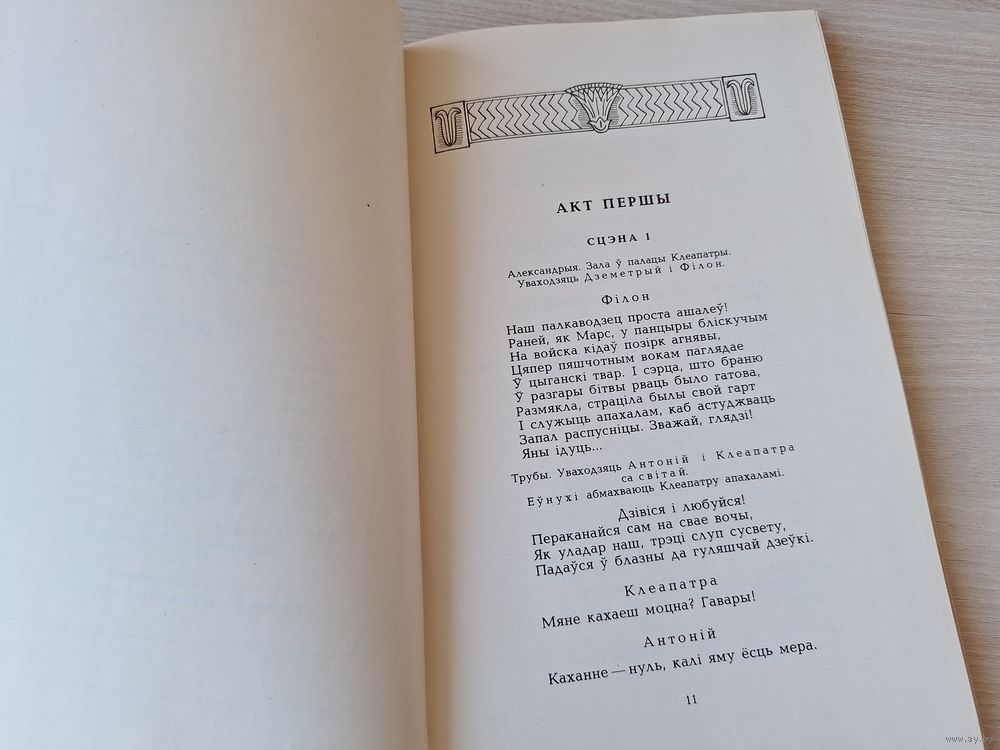 АКТ ПЕРШЫ
СЦЭНА 1
Александрыя. Зала ў палацы Клеапатры.
Уваходзяць Дземетрый і Філон.
Філон
Наш палкаводзец проста ашалеў!
Раней, як Марс, у панцыры бліскучым
На войска кідаў позірк агнявы,
Цяпер пяшчотным вокам паглядае
Ў цыганскі твар. І сэрца, што браню
Ў разгары бітвы рваць было гатова,
Размякла, страціла былы свой гарт
І служыць апахалам, каб астуджваць
Запал распусніцы. Зважай, глядзі!
Яны ідуць...
Трубы. Уваходзяць Антоній і Клеапатра
са світай.
Еўнухі абмахваюць Клеапатру апахаламі.
Дзівіся і любуйся!
Пераканайся сам на свае вочы,
Як уладар наш, трэці слуп сусвету,
Падаўся ў блазны да гуляшчай дзеўкі.
Клеапатра
Мяне кахаеш моцна? Гавары!
Антоній
Каханне — нуль, калі яму ёсць мера.
11
www.ay.by